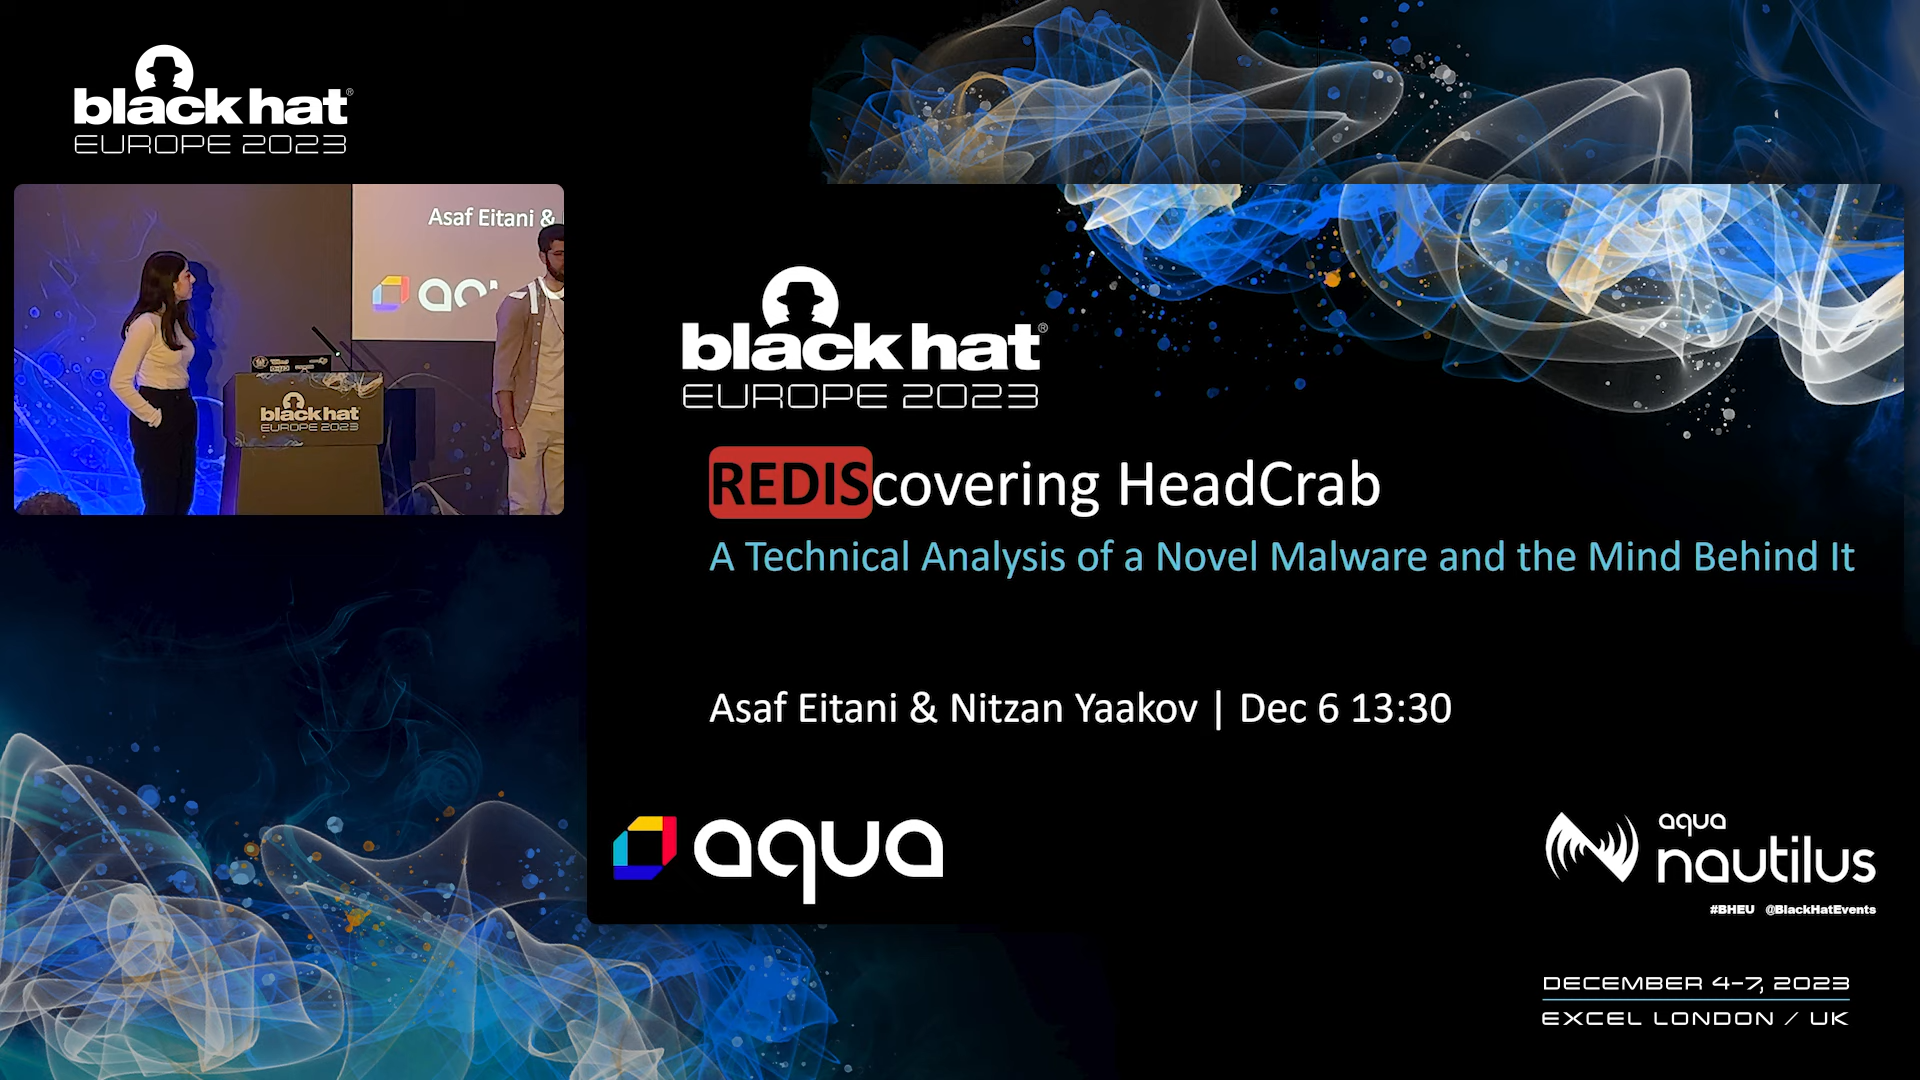 black hat®
EUROPE 2023
Asaf Eitani &
black hat
EUROPE 2023
black hat®
EUROPE 2023
REDIScovering HeadCrab
A Technical Analysis of a Novel Malware and the Mind Behind It
Asaf Eitani & Nitzan Yaakov | Dec 6 13:30
aqua
aqua
nautilus
#BHEU @BlackHatEvents
DECEMBER 4-7, 2023
EXCEL LONDON / UK